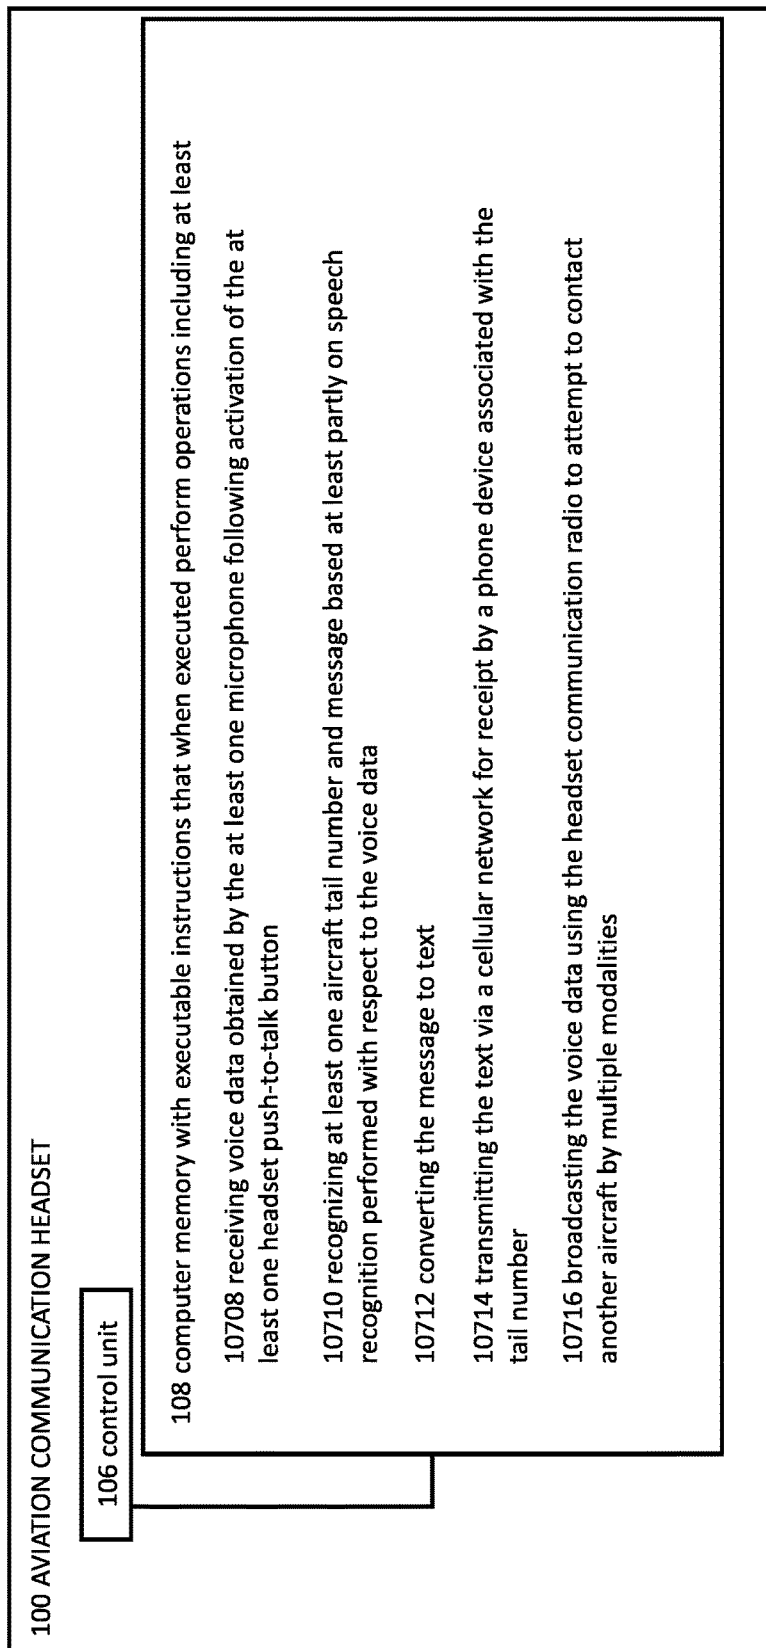 100 AVIATION COMMUNICATION HEADSET
106 control unit
108 computer memory with executable instructions that when executed perform operations including at least
10708 receiving voice data obtained by the at least one microphone following activation of the at
least one headset push-to-talk button
10710 recognizing at least one aircraft tail number and message based at least partly on speech
recognition performed with respect to the voice data
10712 converting the message to text
10714 transmitting the text via a cellular network for receipt by a phone device associated with the
tail number
10716 broadcasting the voice data using the headset communication radio to attempt to contact
another aircraft by multiple modalities